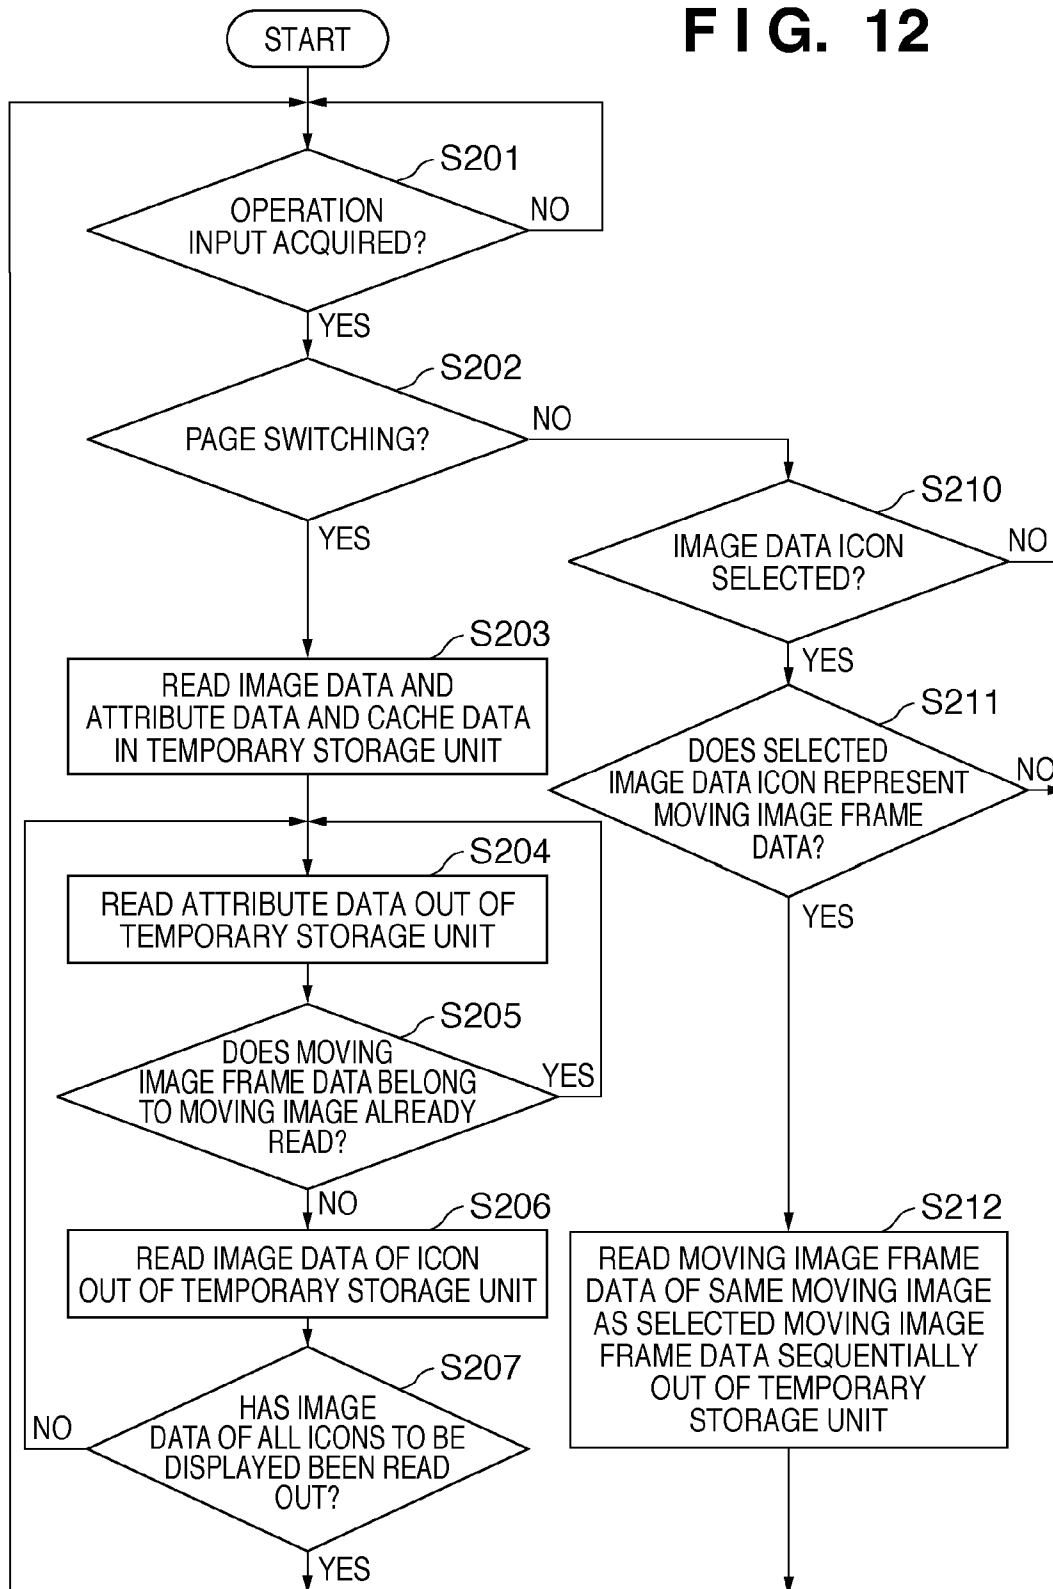 FIG. 12
START
S201
OPERATION
INPUT ACQUIRED?
NO
YES
S202
PAGE SWITCHING?
NO
YES
S210
IMAGE DATA ICON
SELECTED?
NO
YES
S203
READ IMAGE DATA AND
ATTRIBUTE DATA AND CACHE DATA
IN TEMPORARY STORAGE UNIT
S211
DOES SELECTED
IMAGE DATA ICON REPRESENT
MOVING IMAGE FRAME
DATA?
NO
YES
S204
READ ATTRIBUTE DATA OUT OF
TEMPORARY STORAGE UNIT
S205
DOES MOVING
IMAGE FRAME DATA BELONG
TO MOVING IMAGE ALREADY
READ?
YES
NO
S206
READ IMAGE DATA OF ICON
OUT OF TEMPORARY STORAGE UNIT
S212
READ MOVING IMAGE FRAME
DATA OF SAME MOVING IMAGE
AS SELECTED MOVING IMAGE
FRAME DATA SEQUENTIALLY
OUT OF TEMPORARY
STORAGE UNIT
S207
HAS IMAGE
DATA OF ALL ICONS TO BE
DISPLAYED BEEN READ
OUT?
NO
YES